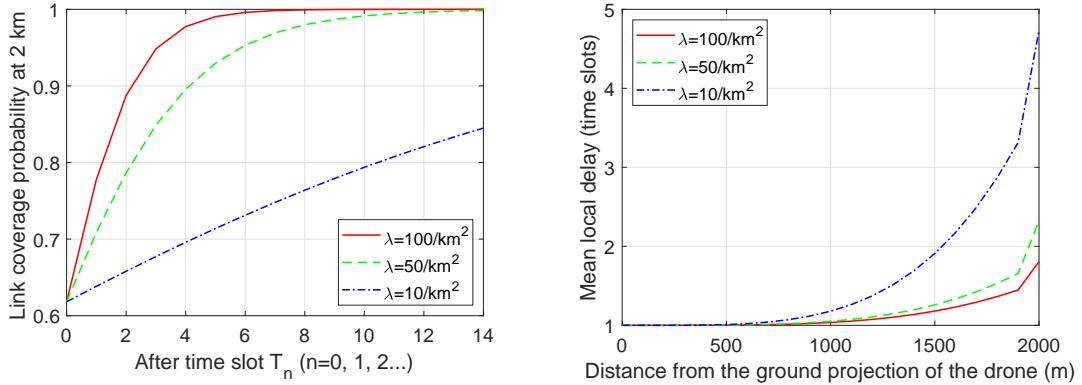 Link coverage probability at 2 km
1
0.9
0.8
0.7
0.6
0 2 4 6 8 10 12 14
After time slot T_n (n=0, 1, 2...)
λ=100/km²
λ=50/km²
λ=10/km²
Mean local delay (time slots)
5
4
3
2
1
0 500 1000 1500 2000
Distance from the ground projection of the drone (m)
λ=100/km²
λ=50/km²
λ=10/km²